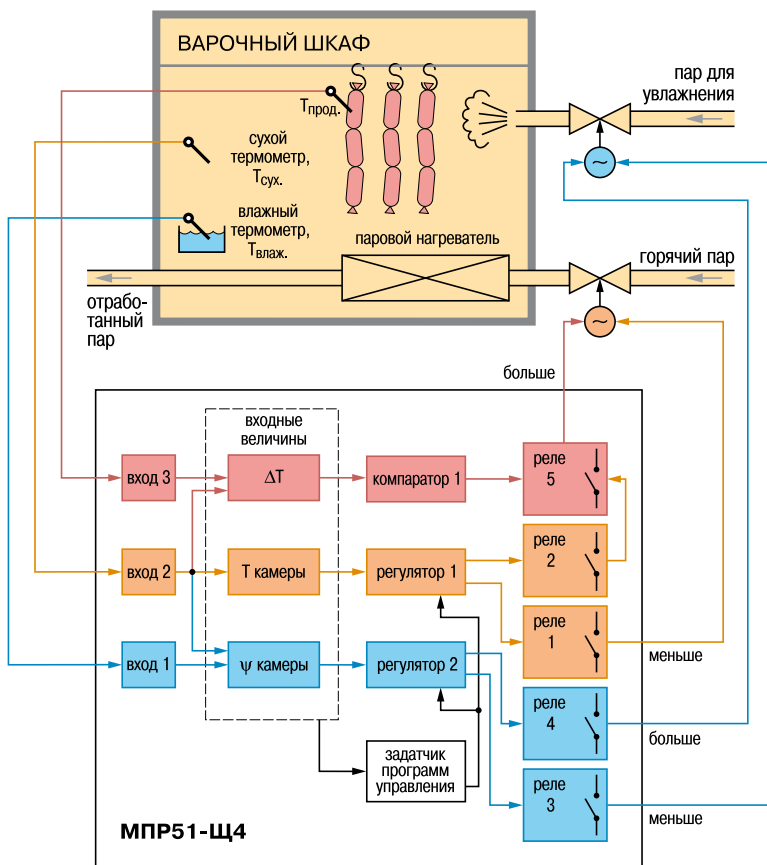 ВАРОЧНЫЙ ШКАФ
пар для
увлажнения
Tпрод.
сухой
термометр,
Tсух.
влажный
термометр,
Tвлаж.
~
паровой нагреватель
горячий пар
отрабо-
танный
пар
~
больше
входные
величины
вход 3
ΔT
компаратор 1
реле
5
вход 2
T камеры
регулятор 1
реле
2
реле
1
меньше
вход 1
ψ камеры
регулятор 2
реле
4
больше
задатчик
программ
управления
реле
3
меньше
МПР51-Щ4